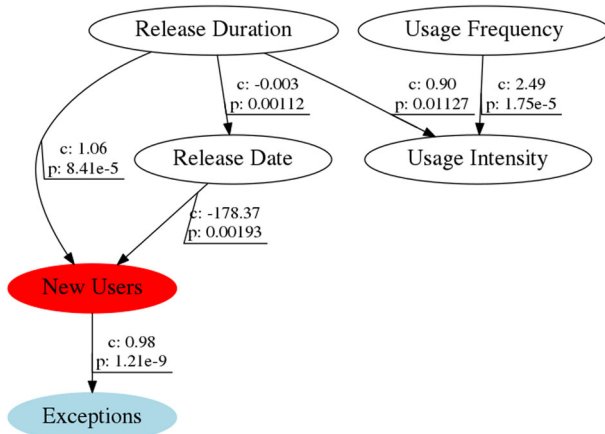 Release Duration
Usage Frequency
c: -0.003
p: 0.00112
c: 0.90
p: 0.01127
c: 2.49
p: 1.75e-5
c: 1.06
p: 8.41e-5
Release Date
Usage Intensity
c: -178.37
p: 0.00193
New Users
c: 0.98
p: 1.21e-9
Exceptions